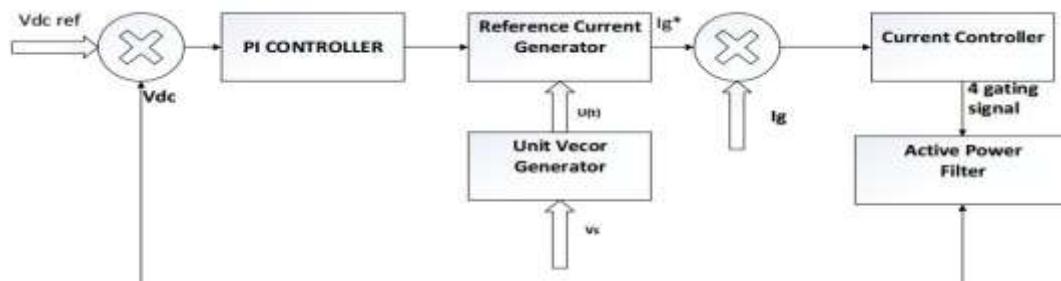 Vdc ref
Vdc
PI CONTROLLER
Reference Current
Generator
Ig*
U(t)
Unit Vecor
Generator
Vs
Ig
Current Controller
4 gating
signal
Active Power
Filter